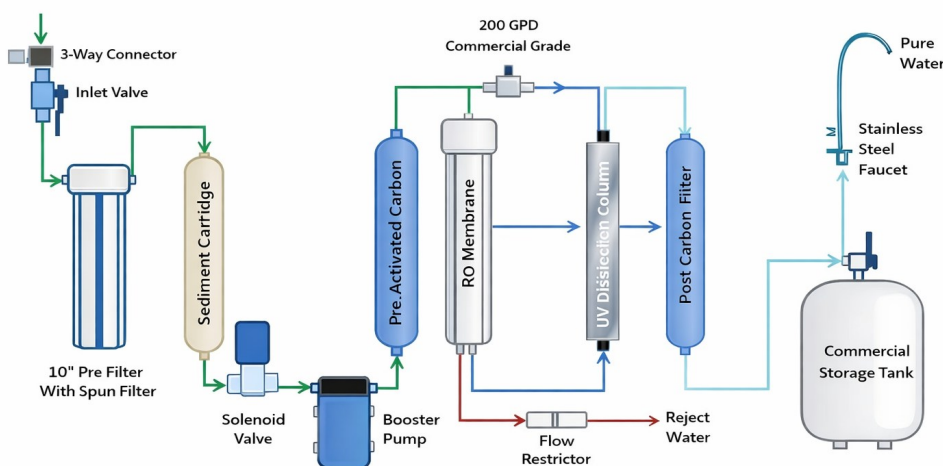 3-Way Connector
Inlet Valve
10" Pre Filter
With Spun Filter
Sediment Cartridge
Solenoid
Valve
Booster
Pump
Pre. Activated Carbon
200 GPD
Commercial Grade
RO Membrane
UV Dissicilion Column
Post Carbon Filter
Flow
Restrictor
Reject
Water
Pure
Water
Stainless
Steel
Faucet
Commercial
Storage Tank